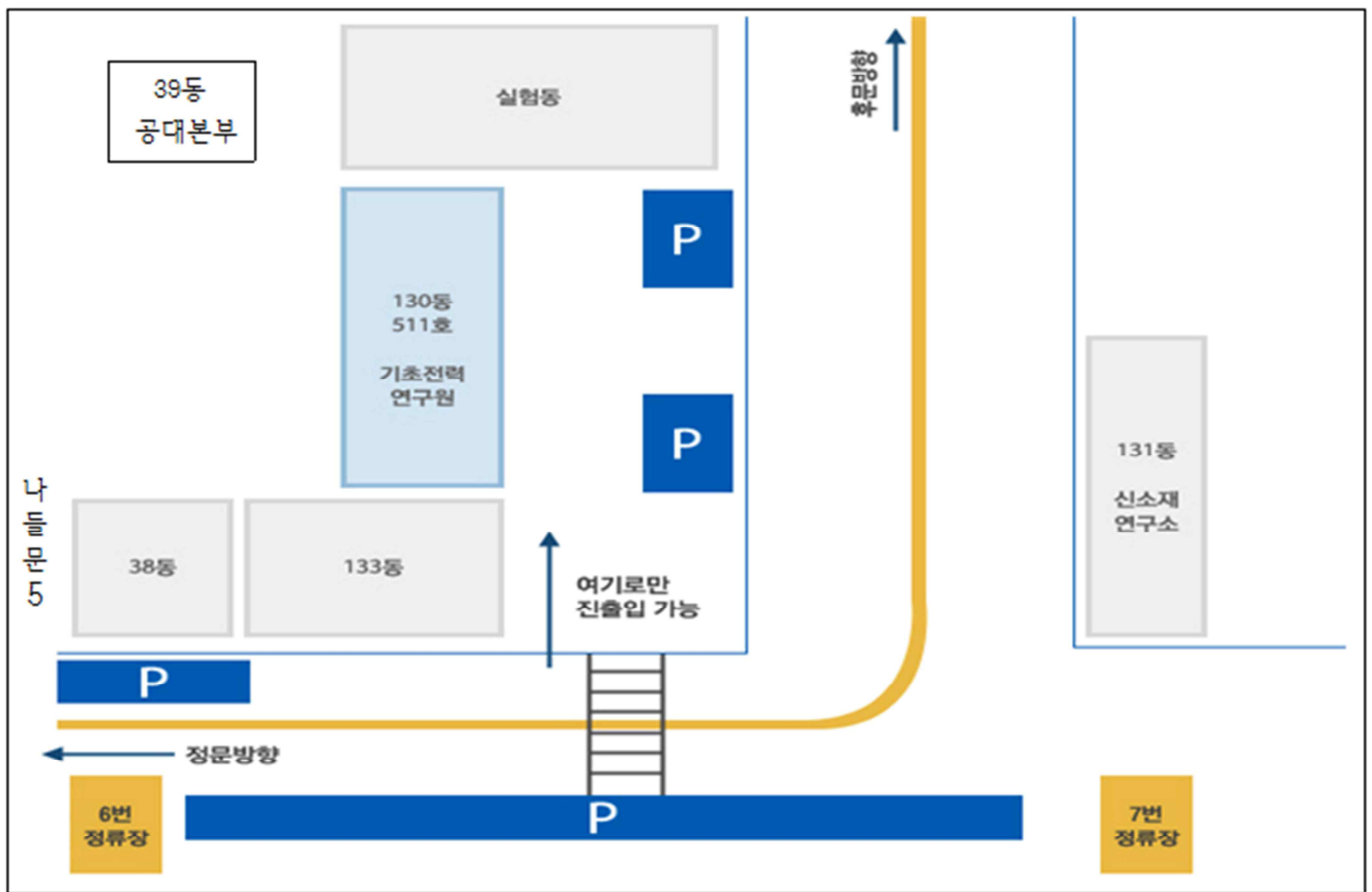 39동
공대본부
실험동
후문방향
P
130동
511호
기초전력
연구원
P
131동
신소재
연구소
나
들
문
5
38동
133동
여기로만
진출입 가능
P
정문방향
6번
정류장
P
7번
정류장